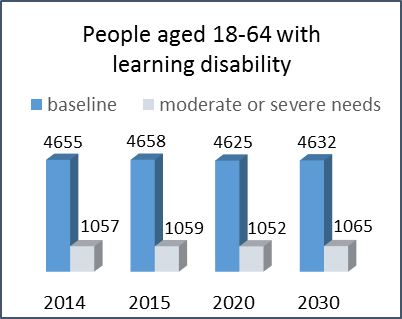 People aged 18-64 with
learning disability
baseline moderate or severe needs
4655 4658 4625 4632
1057 1059 1052 1065
2014 2015 2020 2030